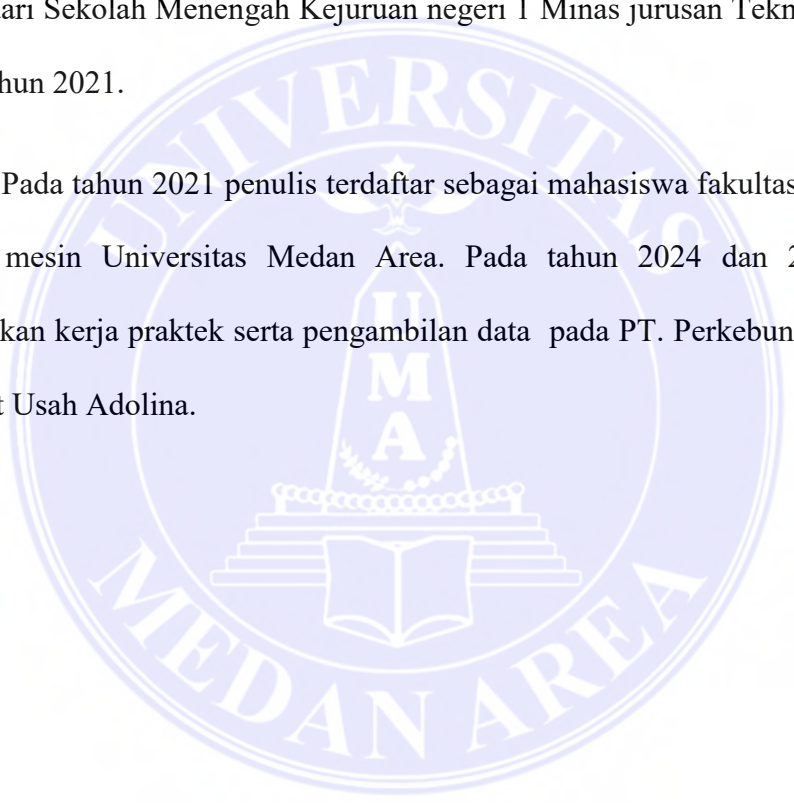 dari Sekolah Menengah Kejuruan negeri 1 Minas jurusan Tekn
hun 2021.
Pada tahun 2021 penulis terdaftar sebagai mahasiswa fakultas
mesin Universitas Medan Area. Pada tahun 2024 dan 2
kan kerja praktek serta pengambilan data pada PT. Perkebun
t Usah Adolina.
UNIVERSITAS
U
M
A
MEDAN AREA